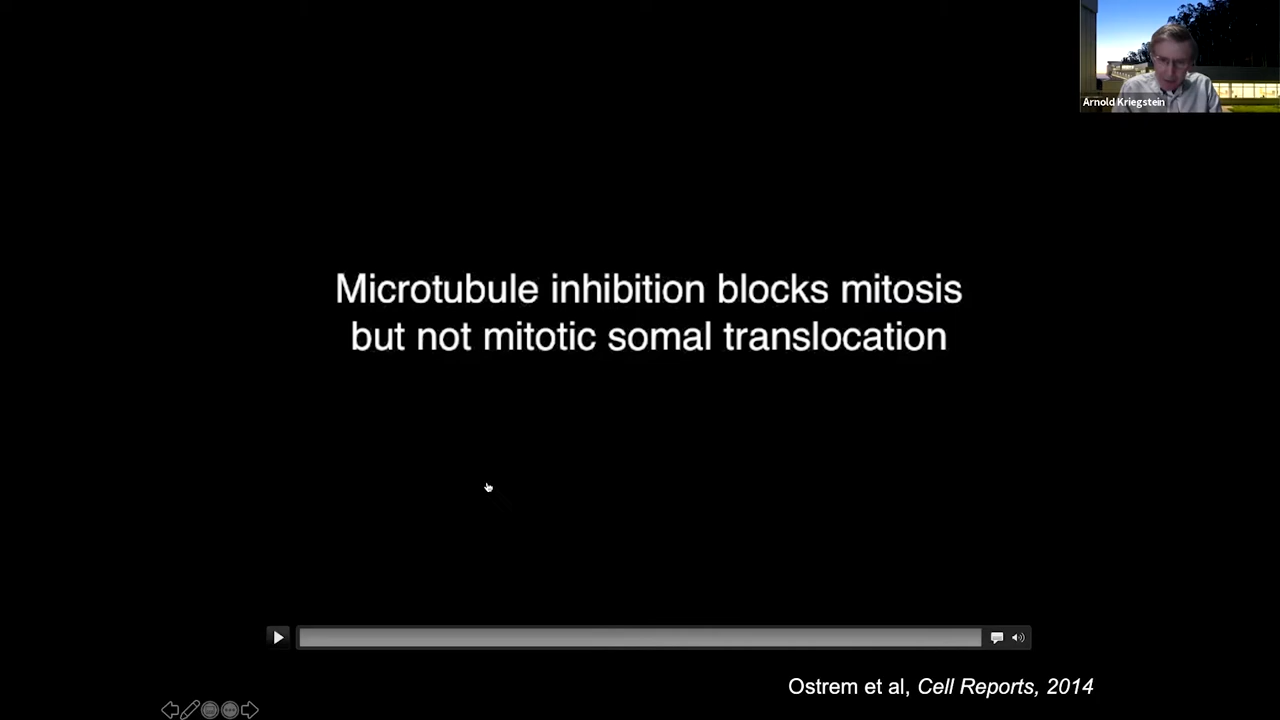 Arnold Kriegstein
Microtubule inhibition blocks mitosis
but not mitotic somal translocation
Ostrem et al, Cell Reports, 2014